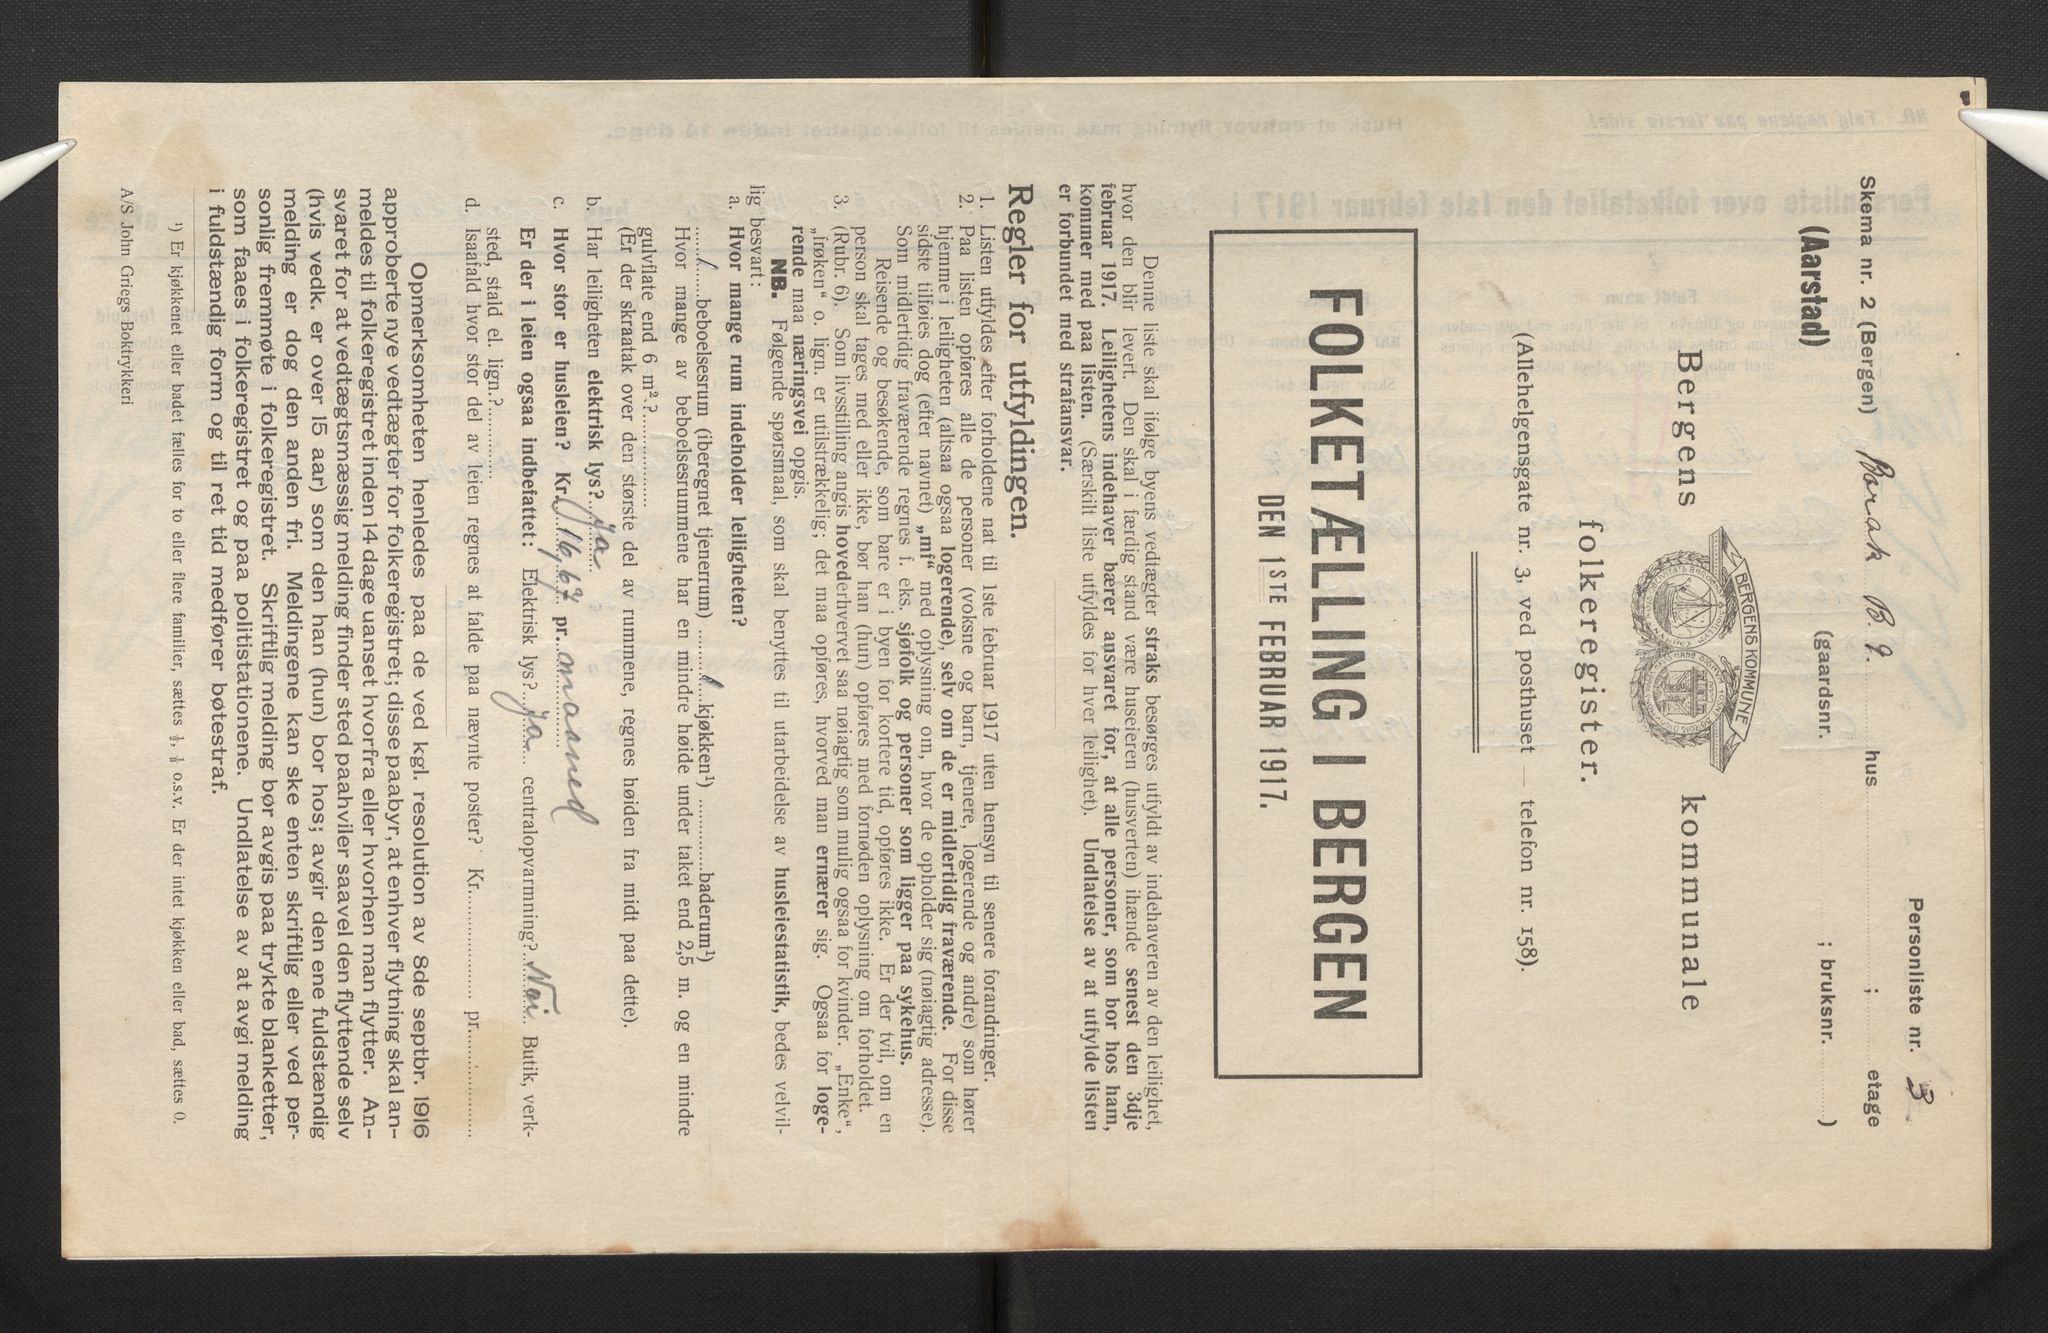 Personliste nr. 3
Skema nr. 2 (Bergen) Barak B. 9. hus ; etage
(Aarstad) (gaardsnr. ; bruksnr. )
BERGENS KOMMUNE
Bergens kommunale
folkeregister.
(Allehelgensgate nr. 3, ved posthuset — telefon nr. 158).
FOLKETÆLLING I BERGEN
DEN 1STE FEBRUAR 1917.
Denne liste skal ifølge byens vedtægter straks besørges utfyldt av indehaveren av den leilighet,
hvor den blir levert. Den skal i færdig stand være huseieren (husverten) ihænde senest den 3dje
februar 1917. Leilighetens indehaver bærer ansvaret for, at alle personer, som bor hos ham,
kommer med paa listen. (Særskilt liste utfyldes for hver leilighet). Undlatelse av at utfylde listen
er forbundet med strafansvar.
Regler for utfyldingen.
1. Listen utfyldes efter forholdene nat til 1ste februar 1917 uten hensyn til senere forandringer.
2. Paa listen opføres alle de personer (voksne og barn, tjenere, logerende og andre) som hører
hjemme i leiligheten (altsaa ogsaa logerende), selv om de er midlertidig fraværende. For disse
sidste tilføies dog (efter navnet) „mf“ med oplysning om, hvor de opholder sig (nøiagtig adresse).
Som midlertidig fraværende regnes f. eks. sjøfolk og personer som ligger paa sykehus.
Reisende og besøkende, som bare er i byen for kortere tid, opføres ikke. Er der tvil, om en
person skal tages med eller ikke, bør han (hun) opføres med fornøden oplysning om forholdet.
3. (Rubr. 6). Som livsstilling angis hovederhvervet saa nøiagtig som mulig ogsaa for kvinder. „Enke“,
„frøken“ o. lign. er utilstrækkelig; det maa opføres, hvorved man ernærer sig. Ogsaa for loge-
rende maa næringsvei opgis.
NB. Følgende spørsmaal, som skal benyttes til utarbeidelse av husleiestatistik, bedes velvil-
lig besvart:
a. Hvor mange rum indeholder leiligheten?
1 beboelsesrum (iberegnet tjenerrum) 1 kjøkken¹) baderum¹)
Hvor mange av beboelsesrummene har en mindre høide under taket end 2,5 m. og en mindre
gulvflate end 6 m²?
(Er der skraatak over den største del av rummene, regnes høiden fra midt paa dette).
b. Har leiligheten elektrisk lys? Ja
c. Hvor stor er husleien? Kr. 16,67 pr. maaned
Er der i leien ogsaa indbefattet: Elektrisk lys? Ja centralopvarmning? Nei Butik, verk-
sted, stald el. lign.?
d. Isaafald hvor stor del av leien regnes at falde paa nævnte poster? Kr. pr.
Opmerksomheten henledes paa de ved kgl. resolution av 8de septbr. 1916
approberte nye vedtægter for folkeregistret; disse paabyr, at enhver flytning skal an-
meldes til folkeregistret inden 14 dage uanset hvorfra eller hvorhen man flytter. An-
svaret for at vedtægtsmæssig melding finder sted paahviler saavel den flyttende selv
(hvis vedk. er over 15 aar) som den han (hun) bor hos; avgir den ene fuldstændig
melding er dog den anden fri. Meldingene kan ske enten skriftlig eller ved per-
sonlig fremmøte i folkeregistret. Skriftlig melding bør avgis paa trykte blanketter,
som faaes i folkeregistret og paa politistationene. Undlatelse av at avgi melding
i fuldstændig form og til ret tid medfører bøtestraf.
¹) Er kjøkkenet eller badet fælles for to eller flere familier, sættes ½, ⅓ o.s.v. Er der intet kjøkken eller bad, sættes 0.
A/S John Griegs Boktrykkeri